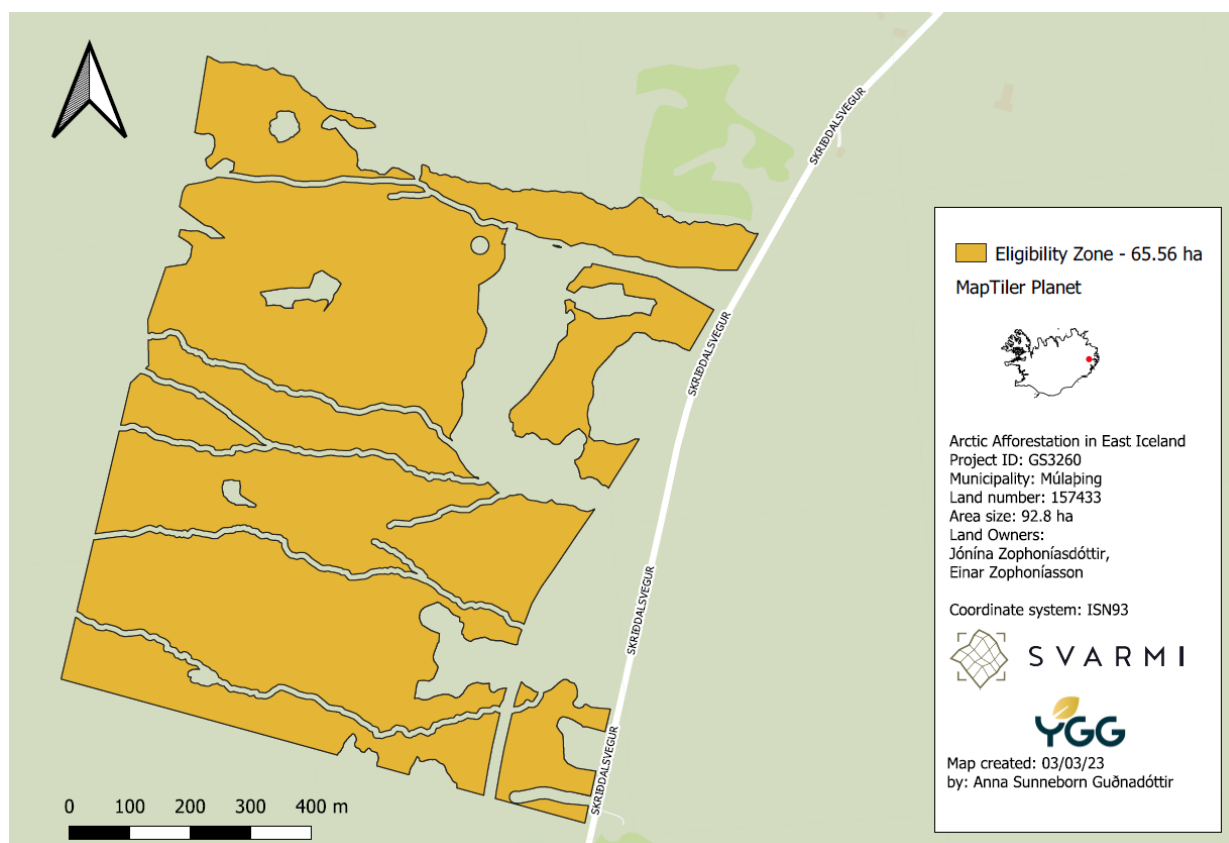 SKRIÐDALSVEGUR
SKRIÐDALSVEGUR
SKRIÐDALSVEGUR
SKRIÐDALSVEGUR
0 100 200 300 400 m
Eligibility Zone - 65.56 ha
MapTiler Planet
Arctic Afforestation in East Iceland
Project ID: GS3260
Municipality: Múlaþing
Land number: 157433
Area size: 92.8 ha
Land Owners:
Jónína Zophoníasdóttir,
Einar Zophoníasson
Coordinate system: ISN93
SVARMI
YGG
Map created: 03/03/23
by: Anna Sunneborn Guðnadóttir